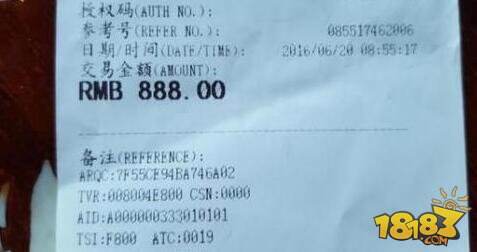 授权码(AUTH NO.):
参考号(REFER NO.): 085517462006
日期/时间(DATE/TIME): 2016/06/20 08:55:17
交易金额(AMOUNT):
RMB 888.00
备注(REFERENCE):
ARQC:7F55CE94BA746A02
TVR:008004E800 CSN:0000
AID:A000000333010101
TSI:F800 ATC:0019
18183
.com